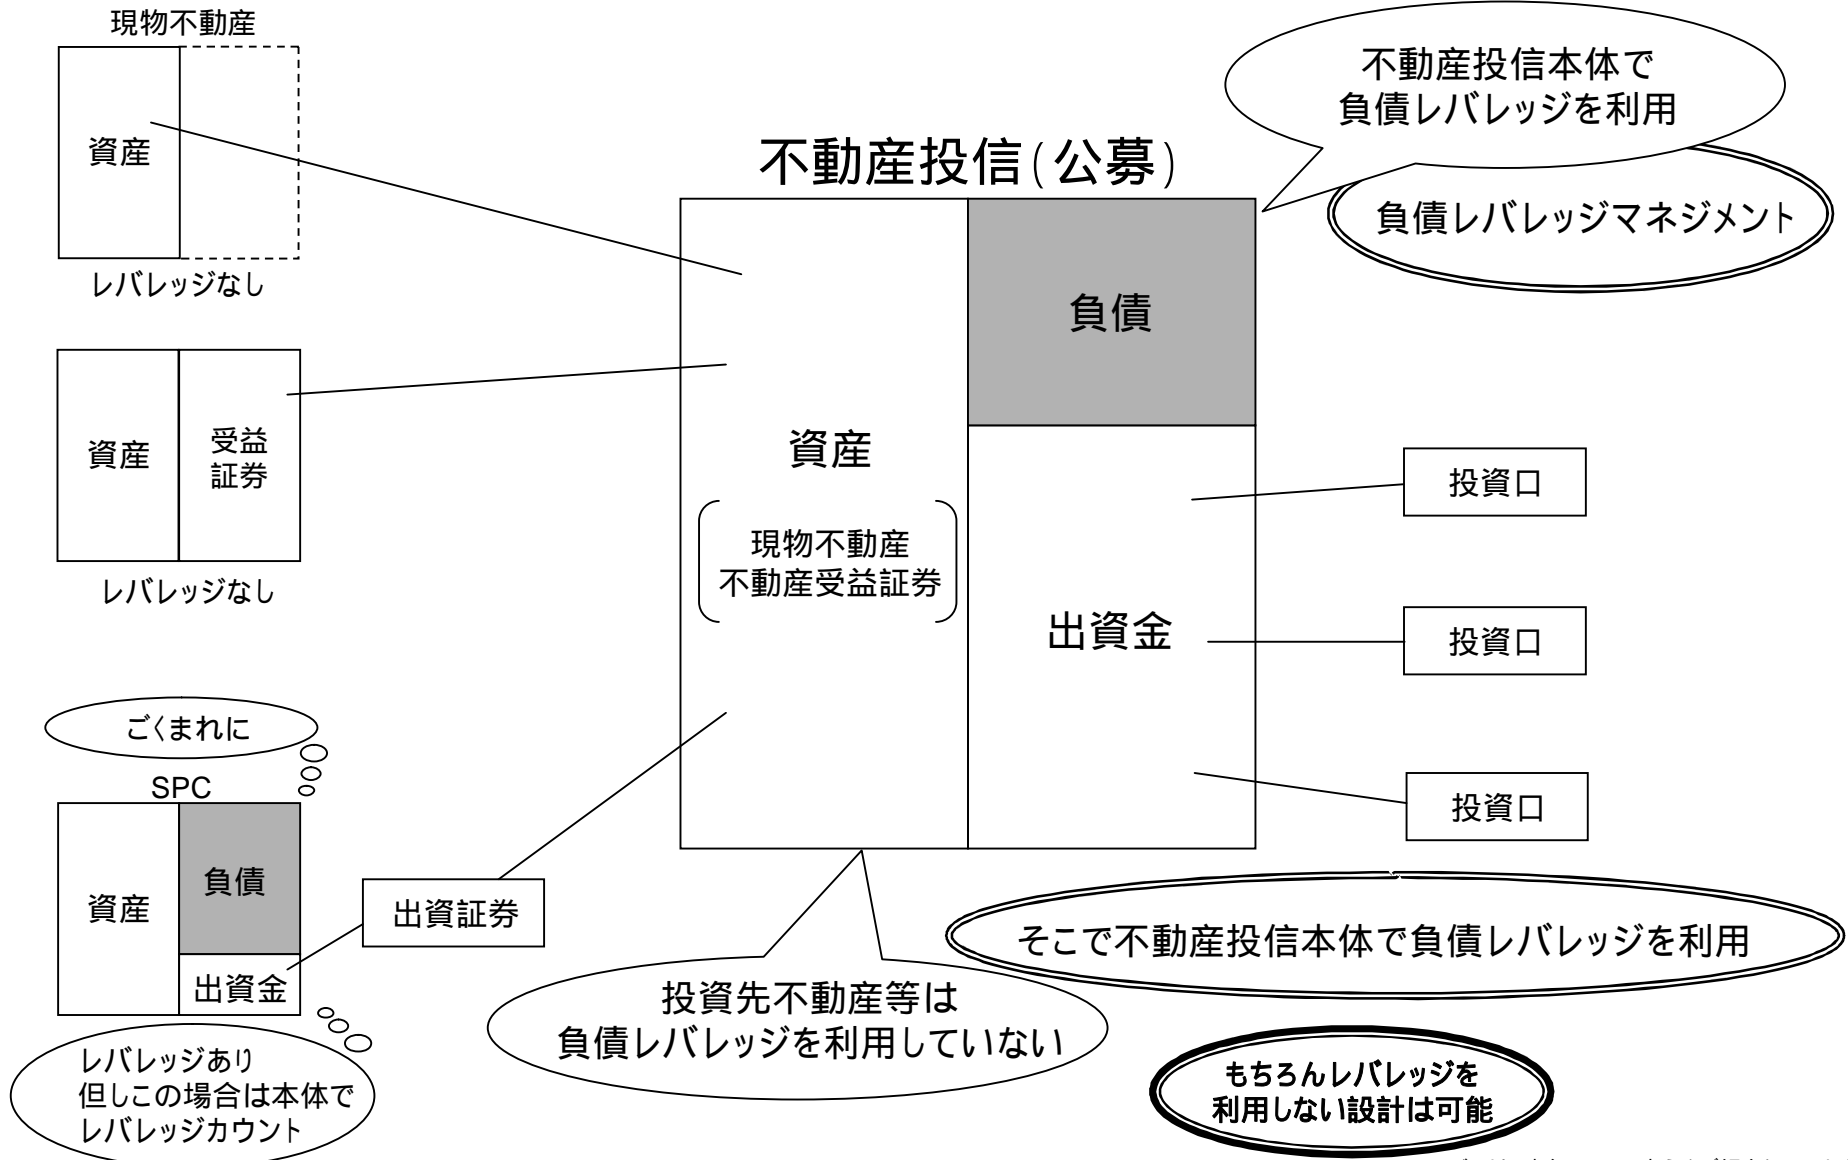 現物不動産
資産
レバレッジなし
資産
受益
証券
レバレッジなし
ごくまれに
SPC
資産
負債
出資金
出資証券
レバレッジあり
但しこの場合は本体で
レバレッジカウント
不動産投信(公募)
資産
現物不動産
不動産受益証券
負債
出資金
投資先不動産等は
負債レバレッジを利用していない
不動産投信本体で
負債レバレッジを利用
負債レバレッジマネジメント
投資口
投資口
投資口
そこで不動産投信本体で負債レバレッジを利用
もちろんレバレッジを
利用しない設計は可能